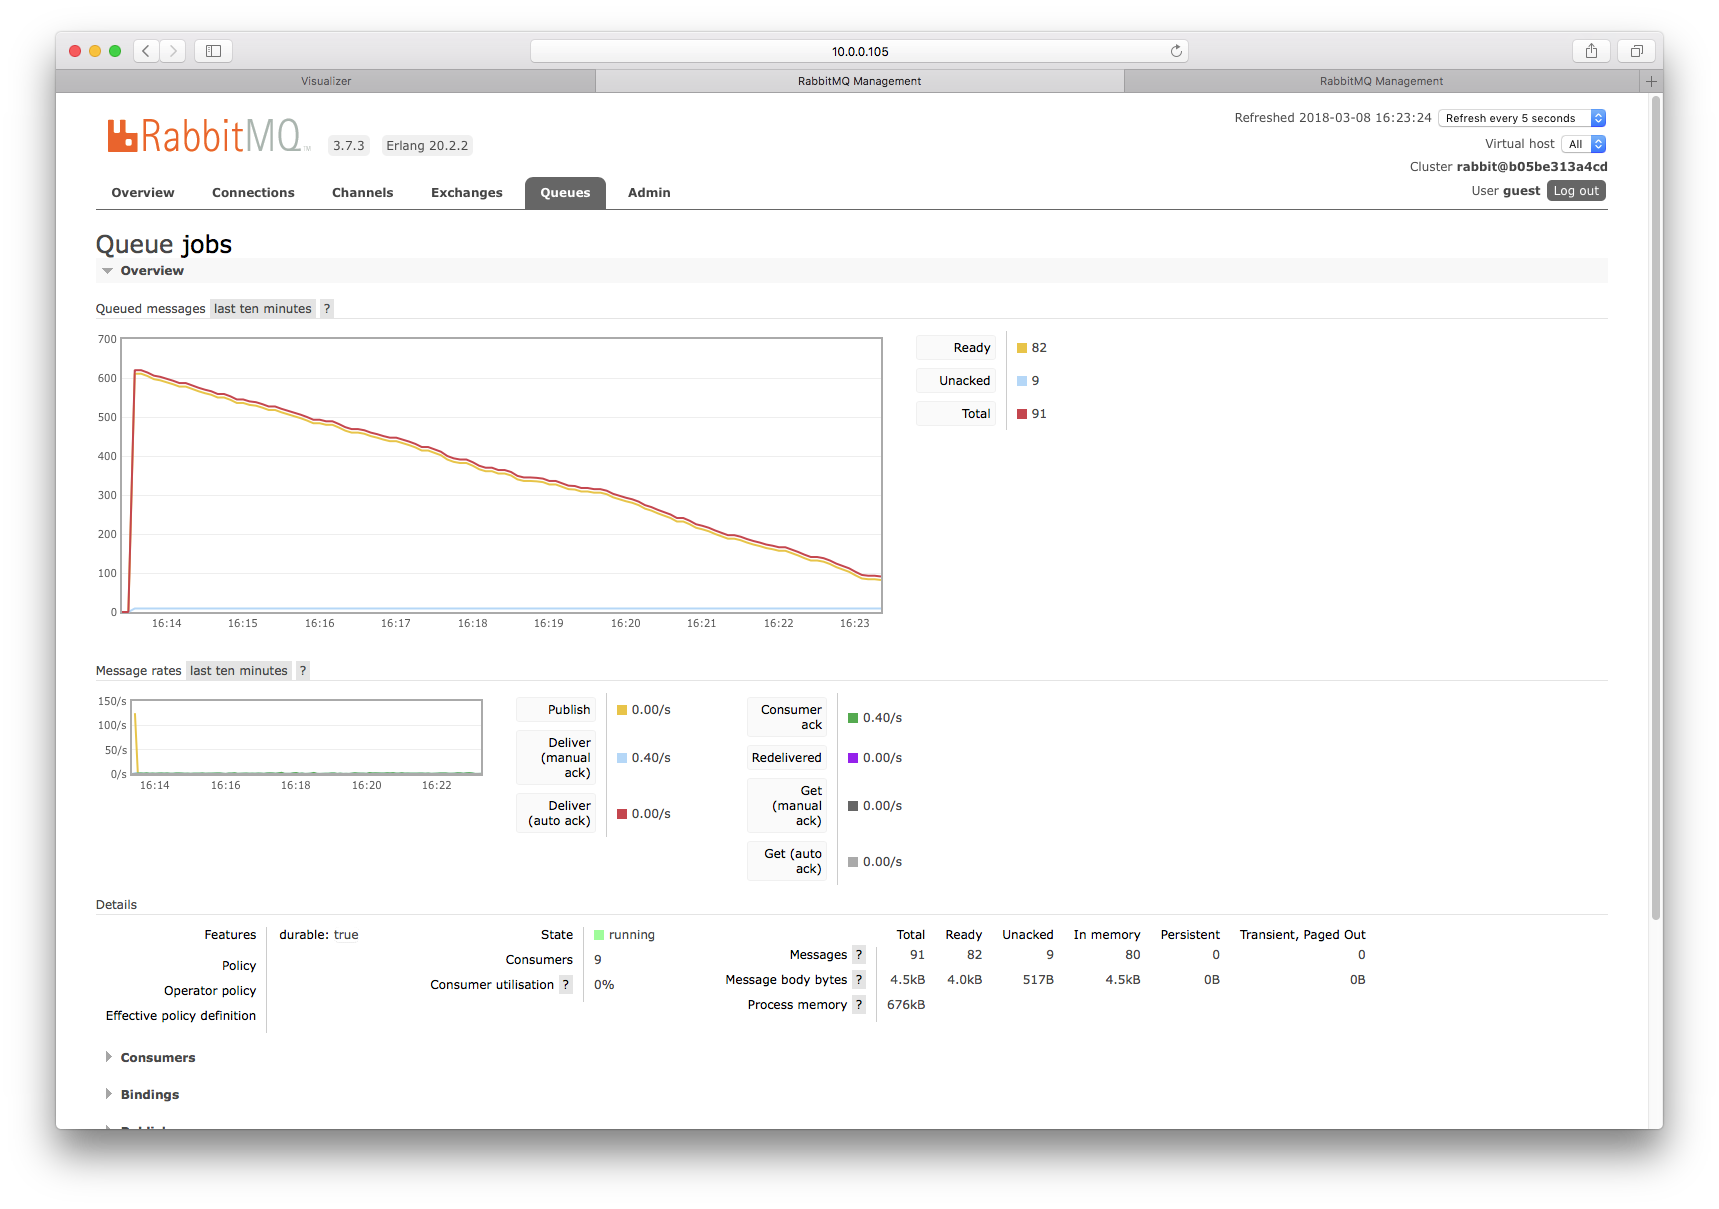 10.0.0.105
Visualizer
RabbitMQ Management
RabbitMQ Management
RabbitMQ™
3.7.3
Erlang 20.2.2
Refreshed 2018-03-08 16:23:24
Refresh every 5 seconds
Virtual host All
Cluster rabbit@b05be313a4cd
User guest Log out
Overview Connections Channels Exchanges Queues Admin
Queue jobs
Overview
Queued messages last ten minutes ?
700
600
500
400
300
200
100
0
16:14 16:15 16:16 16:17 16:18 16:19 16:20 16:21 16:22 16:23
Ready 82
Unacked 9
Total 91
Message rates last ten minutes ?
150/s
100/s
50/s
0/s
16:14 16:16 16:18 16:20 16:22
Publish 0.00/s
Deliver
(manual 0.40/s
ack)
Deliver
(auto ack) 0.00/s
Consumer
ack 0.40/s
Redelivered 0.00/s
Get
(manual 0.00/s
ack)
Get (auto
ack) 0.00/s
Details
Features durable: true
Policy
Operator policy
Effective policy definition
State running
Consumers 9
Consumer utilisation ? 0%
Total Ready Unacked In memory Persistent Transient, Paged Out
Messages ? 91 82 9 80 0 0
Message body bytes ? 4.5kB 4.0kB 517B 4.5kB 0B 0B
Process memory ? 676kB
Consumers
Bindings